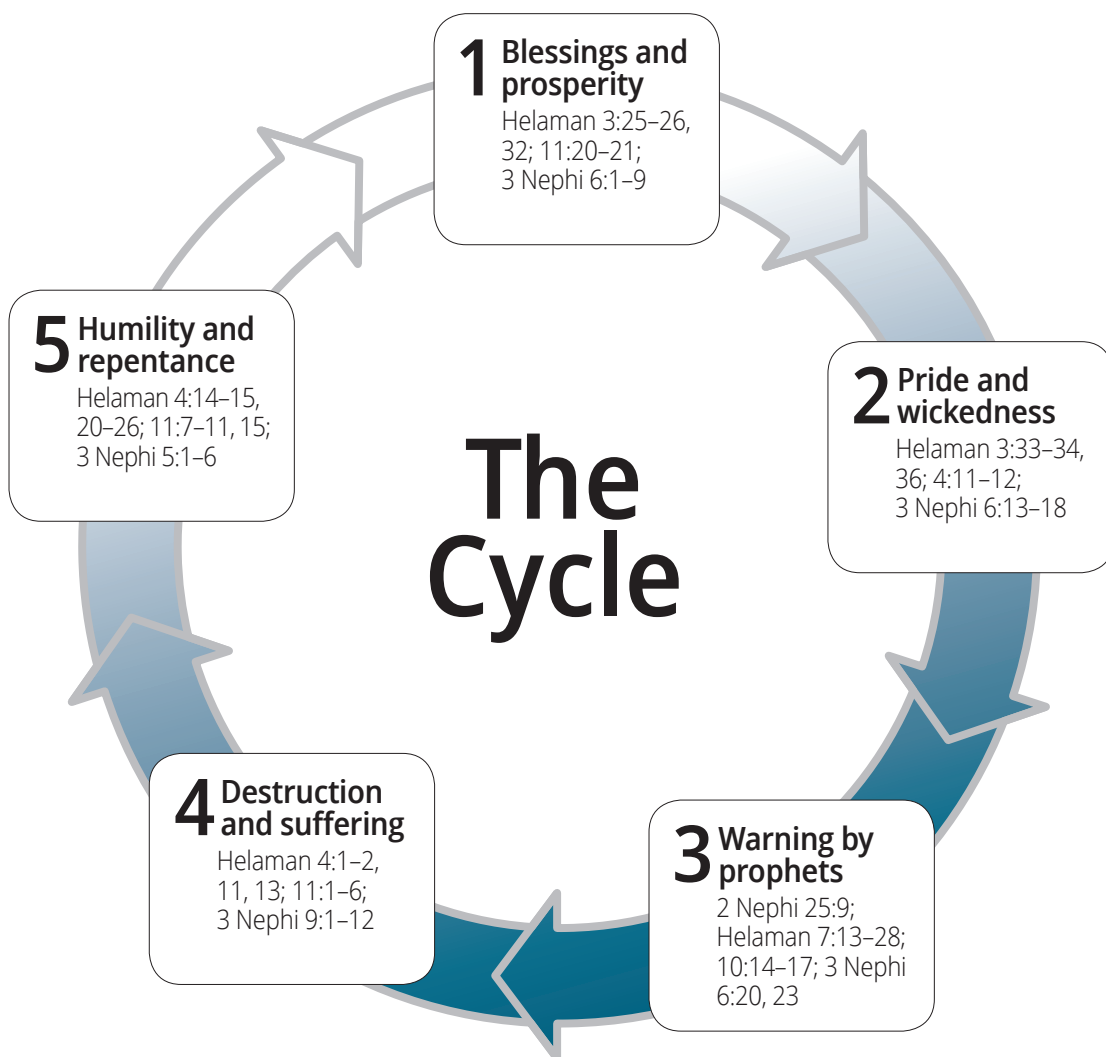 1 Blessings and
prosperity
Helaman 3:25–26,
32; 11:20–21;
3 Nephi 6:1–9
2 Pride and
wickedness
Helaman 3:33–34,
36; 4:11–12;
3 Nephi 6:13–18
3 Warning by
prophets
2 Nephi 25:9;
Helaman 7:13–28;
10:14–17; 3 Nephi
6:20, 23
4 Destruction
and suffering
Helaman 4:1–2,
11, 13; 11:1–6;
3 Nephi 9:1–12
5 Humility and
repentance
Helaman 4:14–15,
20–26; 11:7–11, 15;
3 Nephi 5:1–6
The
Cycle